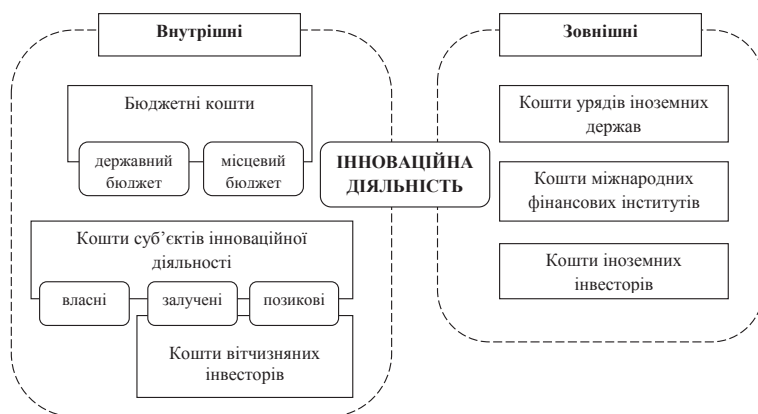 Внутрішні
Бюджетні кошти
державний
бюджет
місцевий
бюджет
Кошти суб’єктів інноваційної
діяльності
власні
залучені
позикові
Кошти вітчизняних
інвесторів
ІННОВАЦІЙНА
ДІЯЛЬНІСТЬ
Зовнішні
Кошти урядів іноземних
держав
Кошти міжнародних
фінансових інститутів
Кошти іноземних
інвесторів